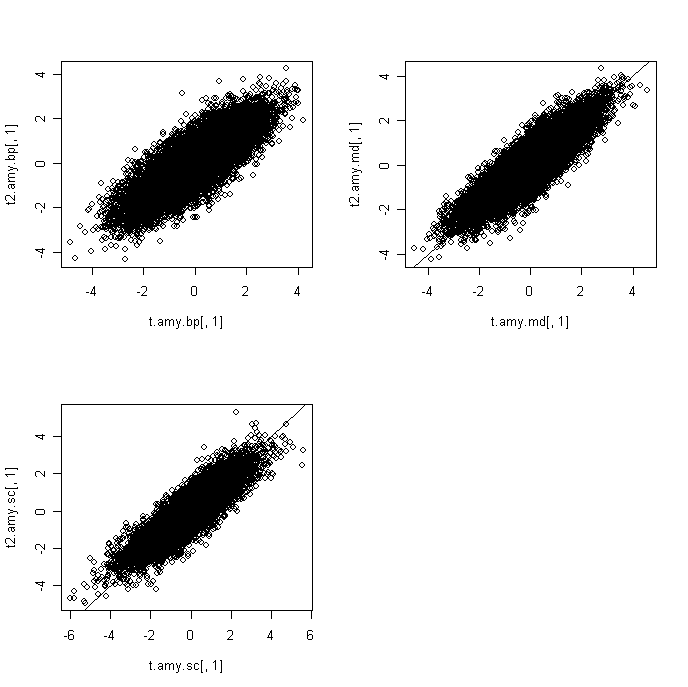 t2.amy.bp[, 1]
4
2
0
-2
-4
-4 -2 0 2 4
t.amy.bp[, 1]
t2.amy.md[, 1]
4
2
0
-2
-4
-4 -2 0 2 4
t.amy.md[, 1]
t2.amy.sc[, 1]
4
2
0
-2
-4
-6 -4 -2 0 2 4 6
t.amy.sc[, 1]